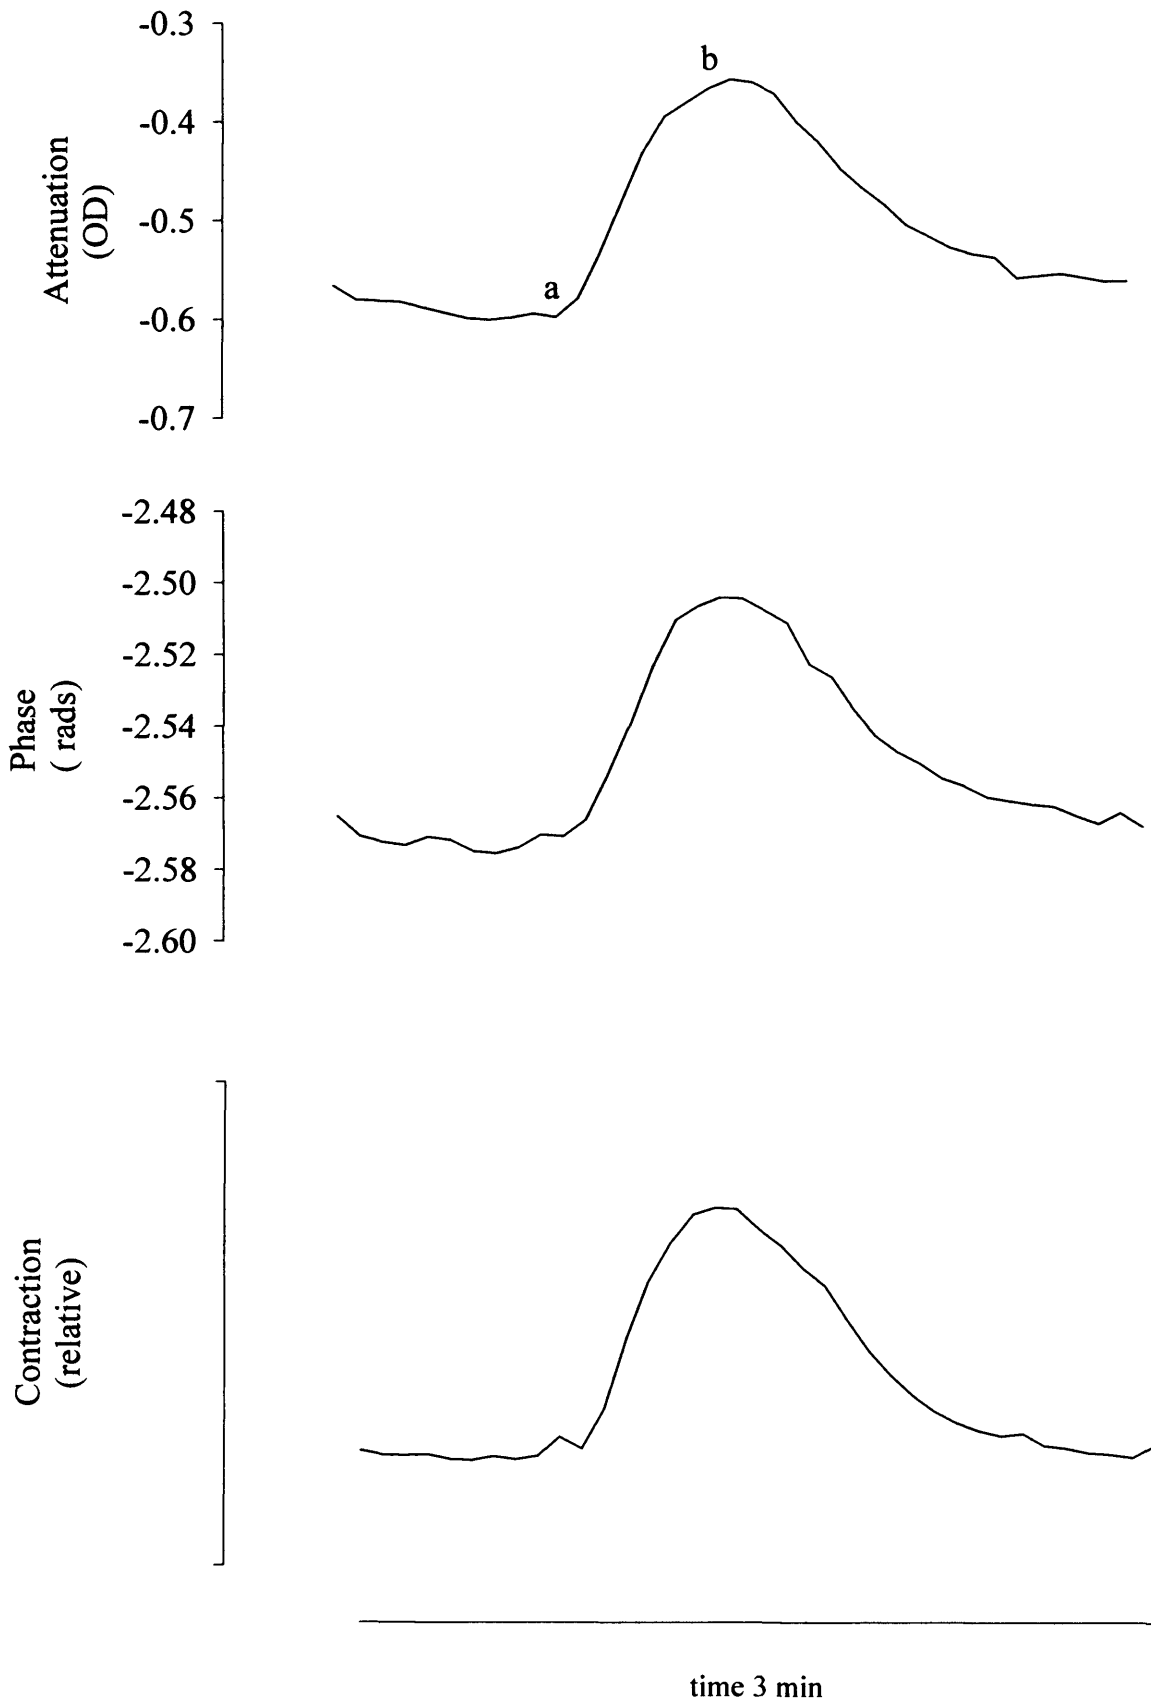 -0.3
b
-0.4
-0.5
a
-0.6
-0.7
Attenuation
(OD)
-2.48
-2.50
-2.52
-2.54
-2.56
-2.58
-2.60
Phase
( rads)
Contraction
(relative)
time 3 min